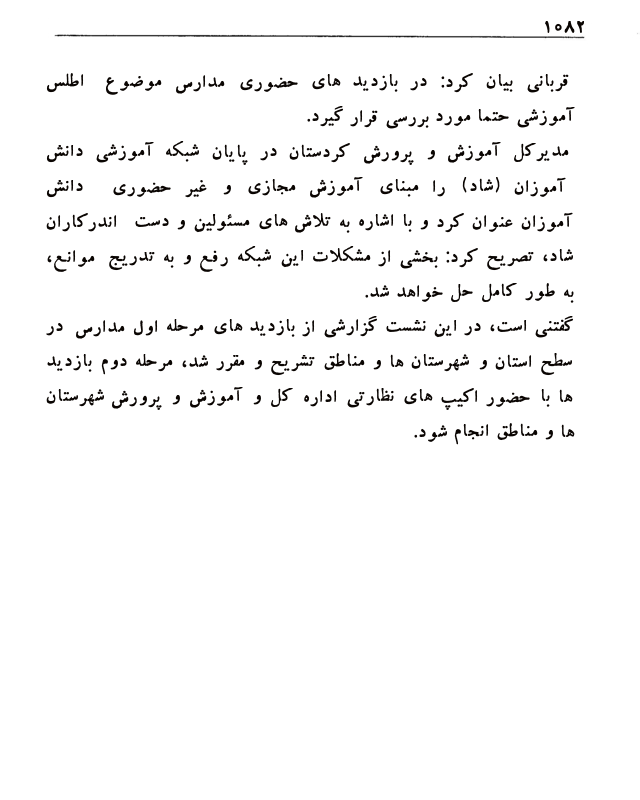 ۱۰۸۲
قربانی بیان کرد: در بازدید های حضوری مدارس موضوع اطلس
آموزشی حتما مورد بررسی قرار گیرد.
مدیرکل آموزش و پرورش کردستان در پایان شبکه آموزشی دانش
آموزان (شاد) را مبنای آموزش مجازی و غیر حضوری دانش
آموزان عنوان کرد و با اشاره به تلاش های مسئولین و دست اندرکاران
شاد، تصریح کرد: بخشی از مشکلات این شبکه رفع و به تدریج موانع،
به طور کامل حل خواهد شد.
گفتنی است، در این نشست گزارشی از بازدید های مرحله اول مدارس در
سطح استان و شهرستان ها و مناطق تشریح و مقرر شد، مرحله دوم بازدید
ها با حضور اکیپ های نظارتی اداره کل و آموزش و پرورش شهرستان
ها و مناطق انجام شود.